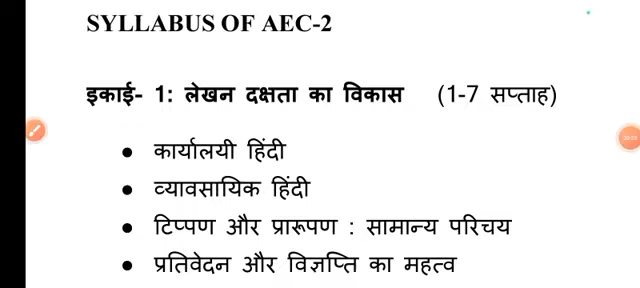 SYLLABUS OF AEC-2
इकाई- 1: लेखन दक्षता का विकास (1-7 सप्ताह)
● कार्यालयी हिंदी
● व्यावसायिक हिंदी
● टिप्पण और प्रारूपण : सामान्य परिचय
● प्रतिवेदन और विज्ञप्ति का महत्व